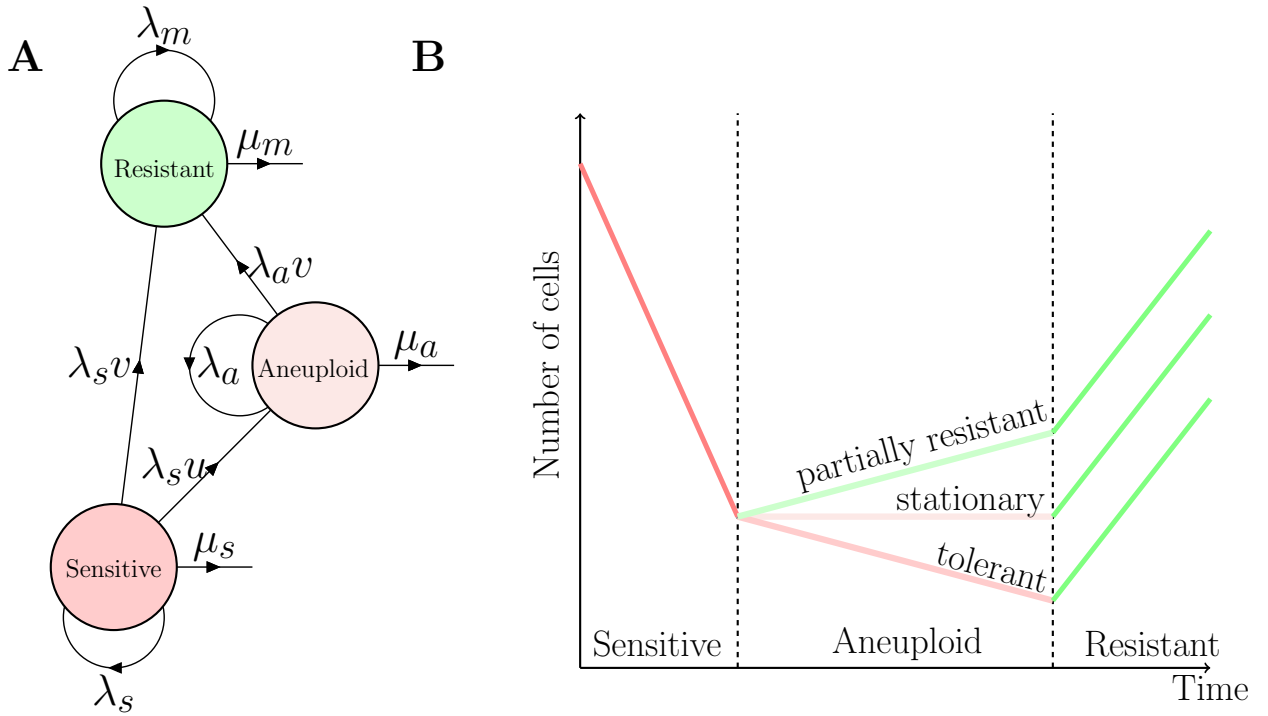 A
λm
Resistant
μm
λav
λsv
λa
Aneuploid
μa
λsu
Sensitive
μs
λs
B
Number of cells
partially resistant
stationary
tolerant
Sensitive
Aneuploid
Resistant
Time